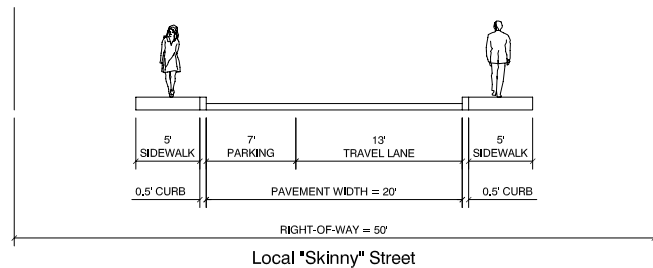 5' 7' 13' 5'
SIDEWALK PARKING TRAVEL LANE SIDEWALK
0.5' CURB PAVEMENT WIDTH = 20' 0.5' CURB
RIGHT-OF-WAY = 50'
Local "Skinny" Street